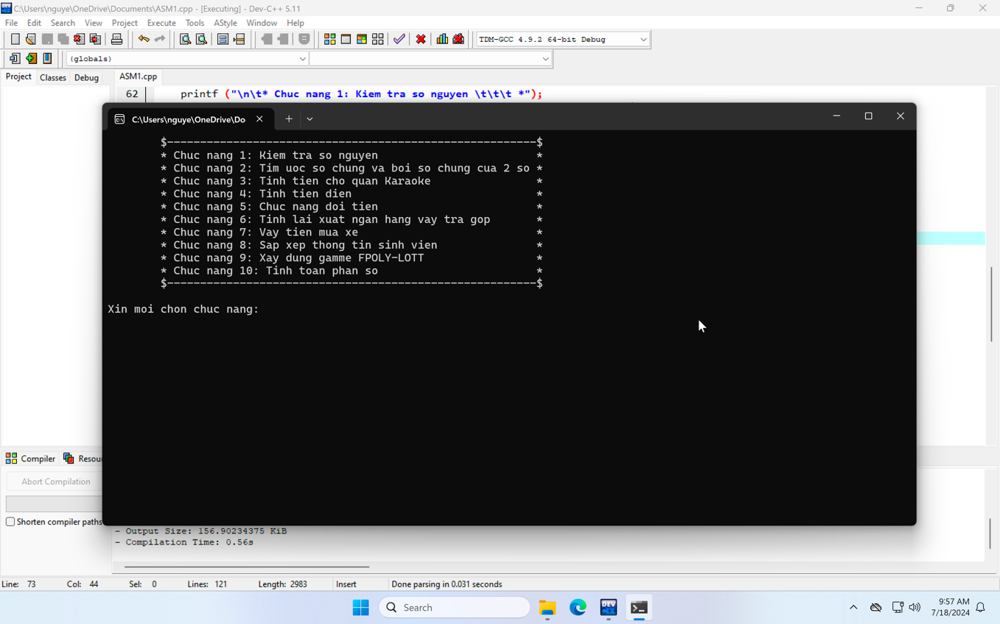 C:\Users\nguye\OneDrive\Documents\ASM1.cpp - [Executing] - Dev-C++ 5.11
File Edit Search View Project Execute Tools AStyle Window Help
TDM-GCC 4.9.2 64-bit Debug
(globals)
Project Classes Debug ASM1.cpp
62 printf ("\n\t* Chuc nang 1: Kiem tra so nguyen \t\t\t *");
C:\Users\nguye\OneDrive\Do
$--------------------------------------------------------$
* Chuc nang 1: Kiem tra so nguyen *
* Chuc nang 2: Tim uoc so chung va boi so chung cua 2 so *
* Chuc nang 3: Tinh tien cho quan Karaoke *
* Chuc nang 4: Tinh tien dien *
* Chuc nang 5: Chuc nang doi tien *
* Chuc nang 6: Tinh lai xuat ngan hang vay tra gop *
* Chuc nang 7: Vay tien mua xe *
* Chuc nang 8: Sap xep thong tin sinh vien *
* Chuc nang 9: Xay dung gamme FPOLY-LOTT *
* Chuc nang 10: Tinh toan phan so *
$--------------------------------------------------------$
Xin moi chon chuc nang:
Compiler Resou
Abort Compilation
Shorten compiler paths
- Output Size: 156.90234375 KiB
- Compilation Time: 0.56s
Line: 73 Col: 44 Sel: 0 Lines: 121 Length: 2983 Insert Done parsing in 0.031 seconds
Search
DEV
9:57 AM
7/18/2024